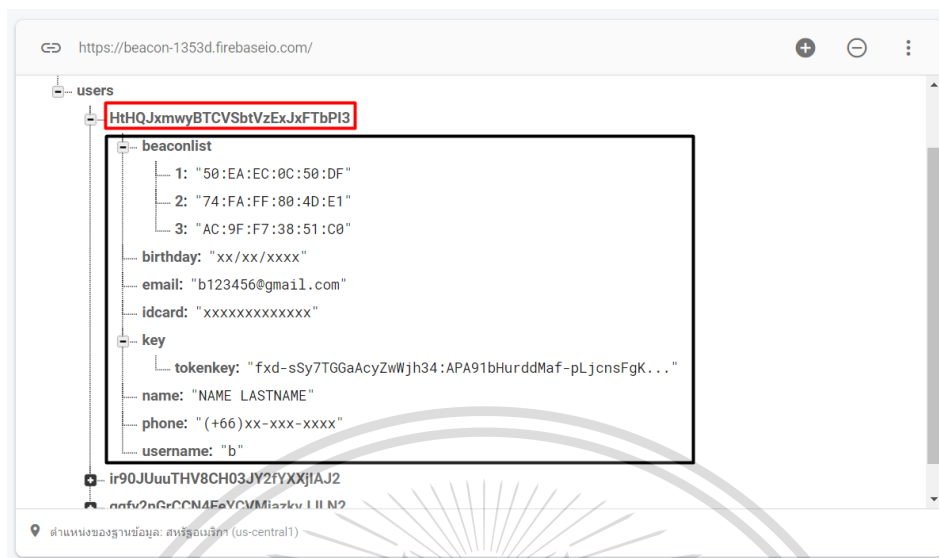 https://beacon-1353d.firebaseio.com/
users
HtHQJxmwyBTCVSbtVzExJxFTbPI3
beaconlist
1: "50:EA:EC:0C:50:DF"
2: "74:FA:FF:80:4D:E1"
3: "AC:9F:F7:38:51:C0"
birthday: "xx/xx/xxxx"
email: "b123456@gmail.com"
idcard: "xxxxxxxxxxxxx"
key
tokenkey: "fxd-sSy7TGGaAcyZwWjh34:APA91bHurddMaf-pLjcnsFgK..."
name: "NAME LASTNAME"
phone: "(+66)xx-xxx-xxxx"
username: "b"
ir90JUuuTHV8CH03JY2fYXXjIAJ2
ตำแหน่งของฐานข้อมูล: สหรัฐอเมริกา (us-central1)